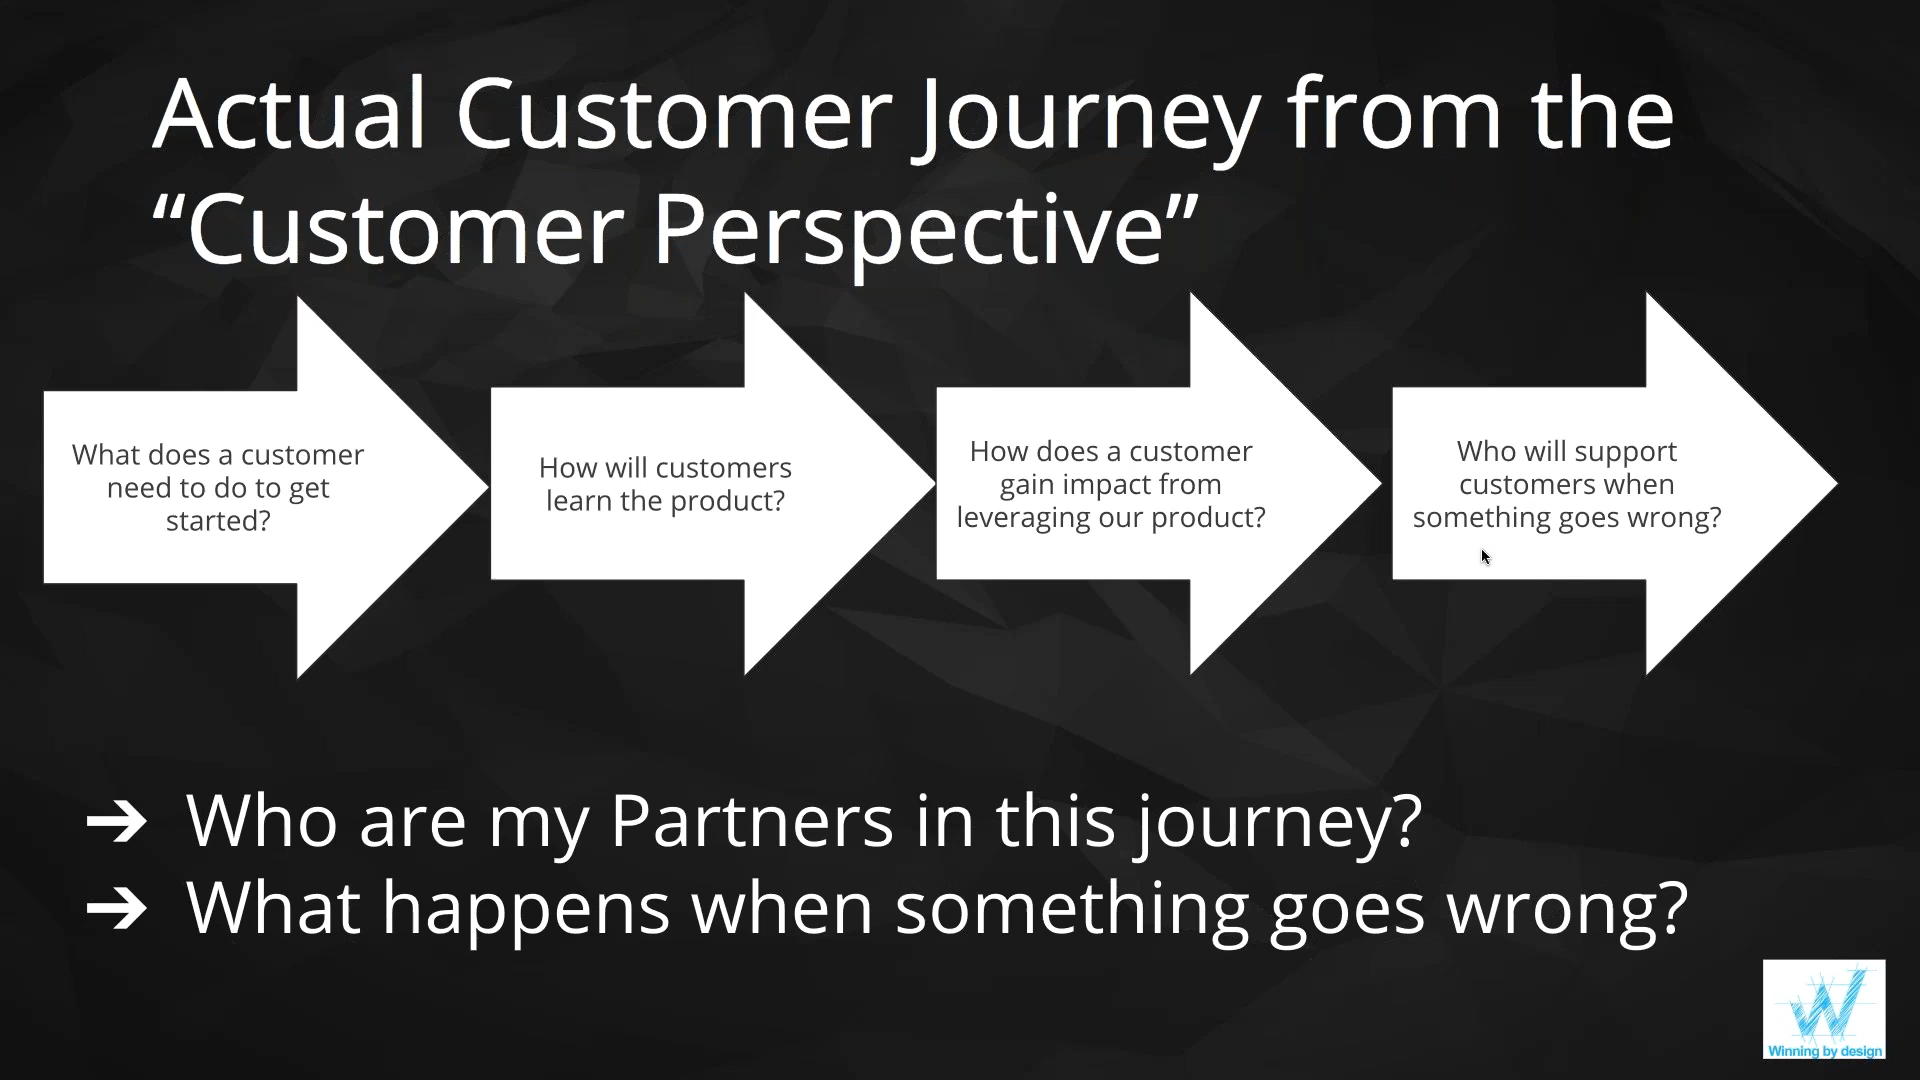 Actual Customer Journey from the
“Customer Perspective”
What does a customer
need to do to get
started?
How will customers
learn the product?
How does a customer
gain impact from
leveraging our product?
Who will support
customers when
something goes wrong?
➔ Who are my Partners in this journey?
➔ What happens when something goes wrong?
W
Winning by design